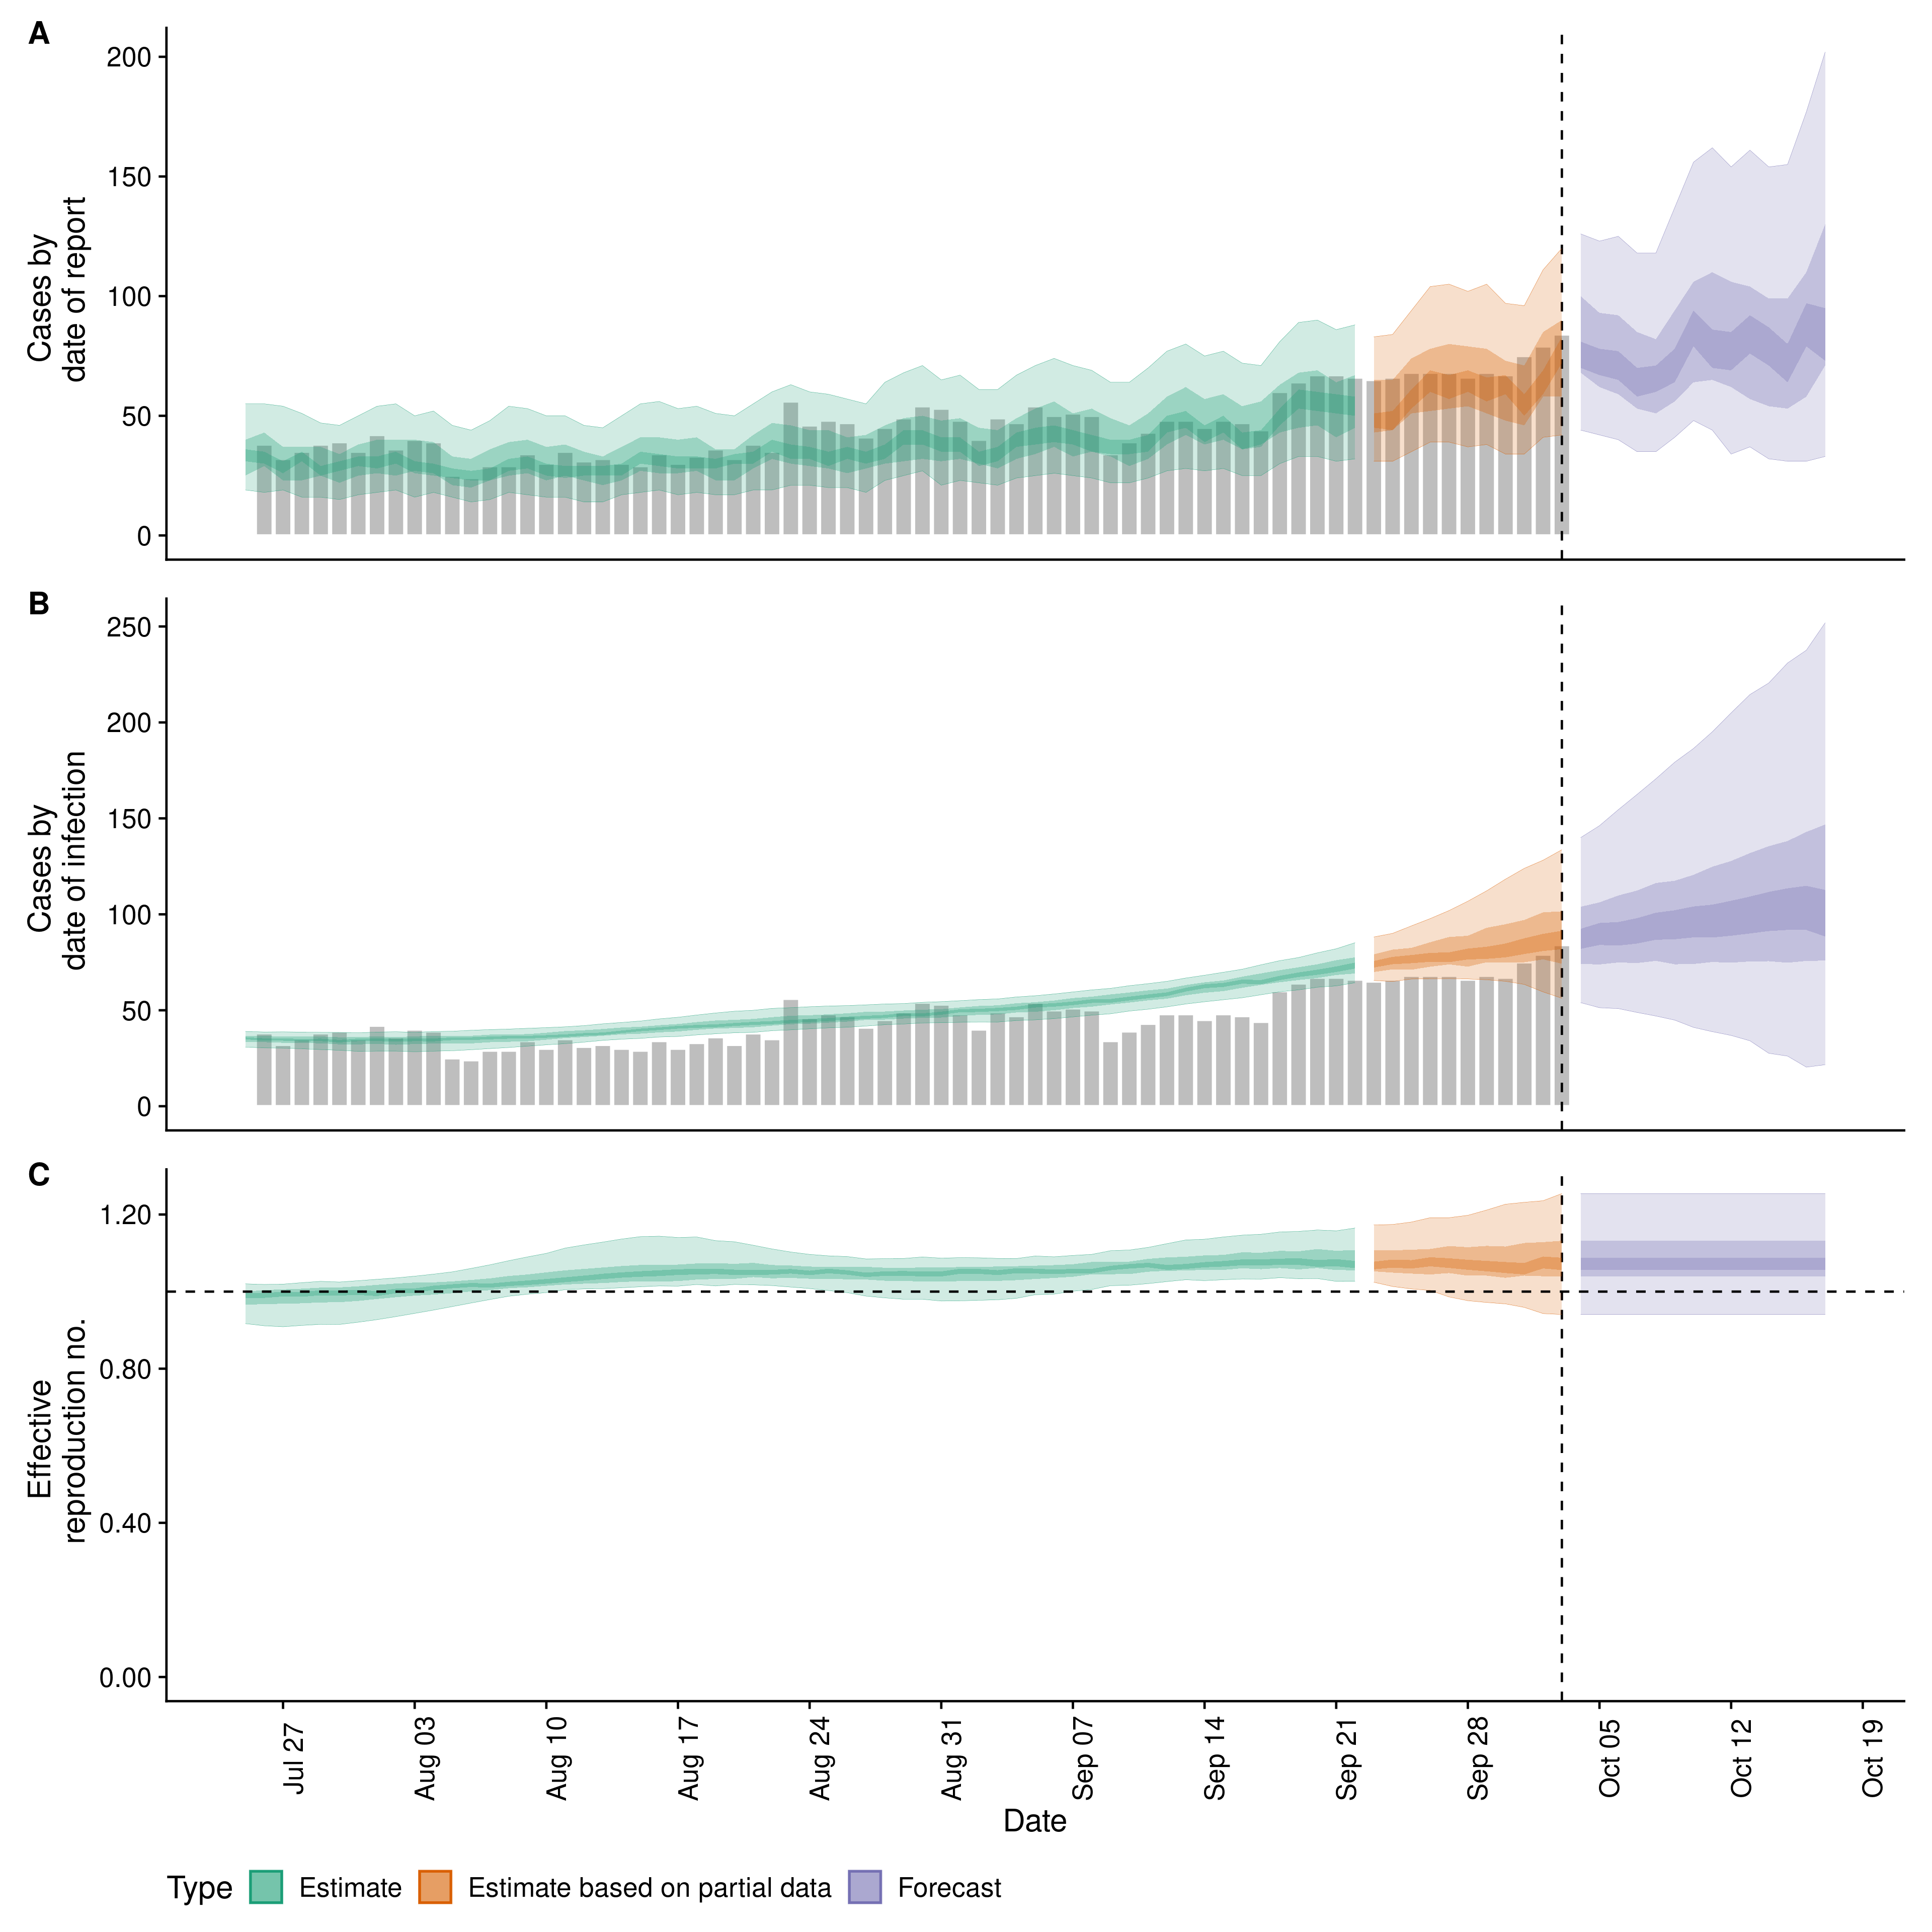 A
Cases by
date of report
200
150
100
50
0
B
Cases by
date of infection
250
200
150
100
50
0
C
Effective
reproduction no.
1.20
0.80
0.40
0.00
Jul 27
Aug 03
Aug 10
Aug 17
Aug 24
Aug 31
Sep 07
Sep 14
Sep 21
Sep 28
Oct 05
Oct 12
Oct 19
Date
Type Estimate Estimate based on partial data Forecast